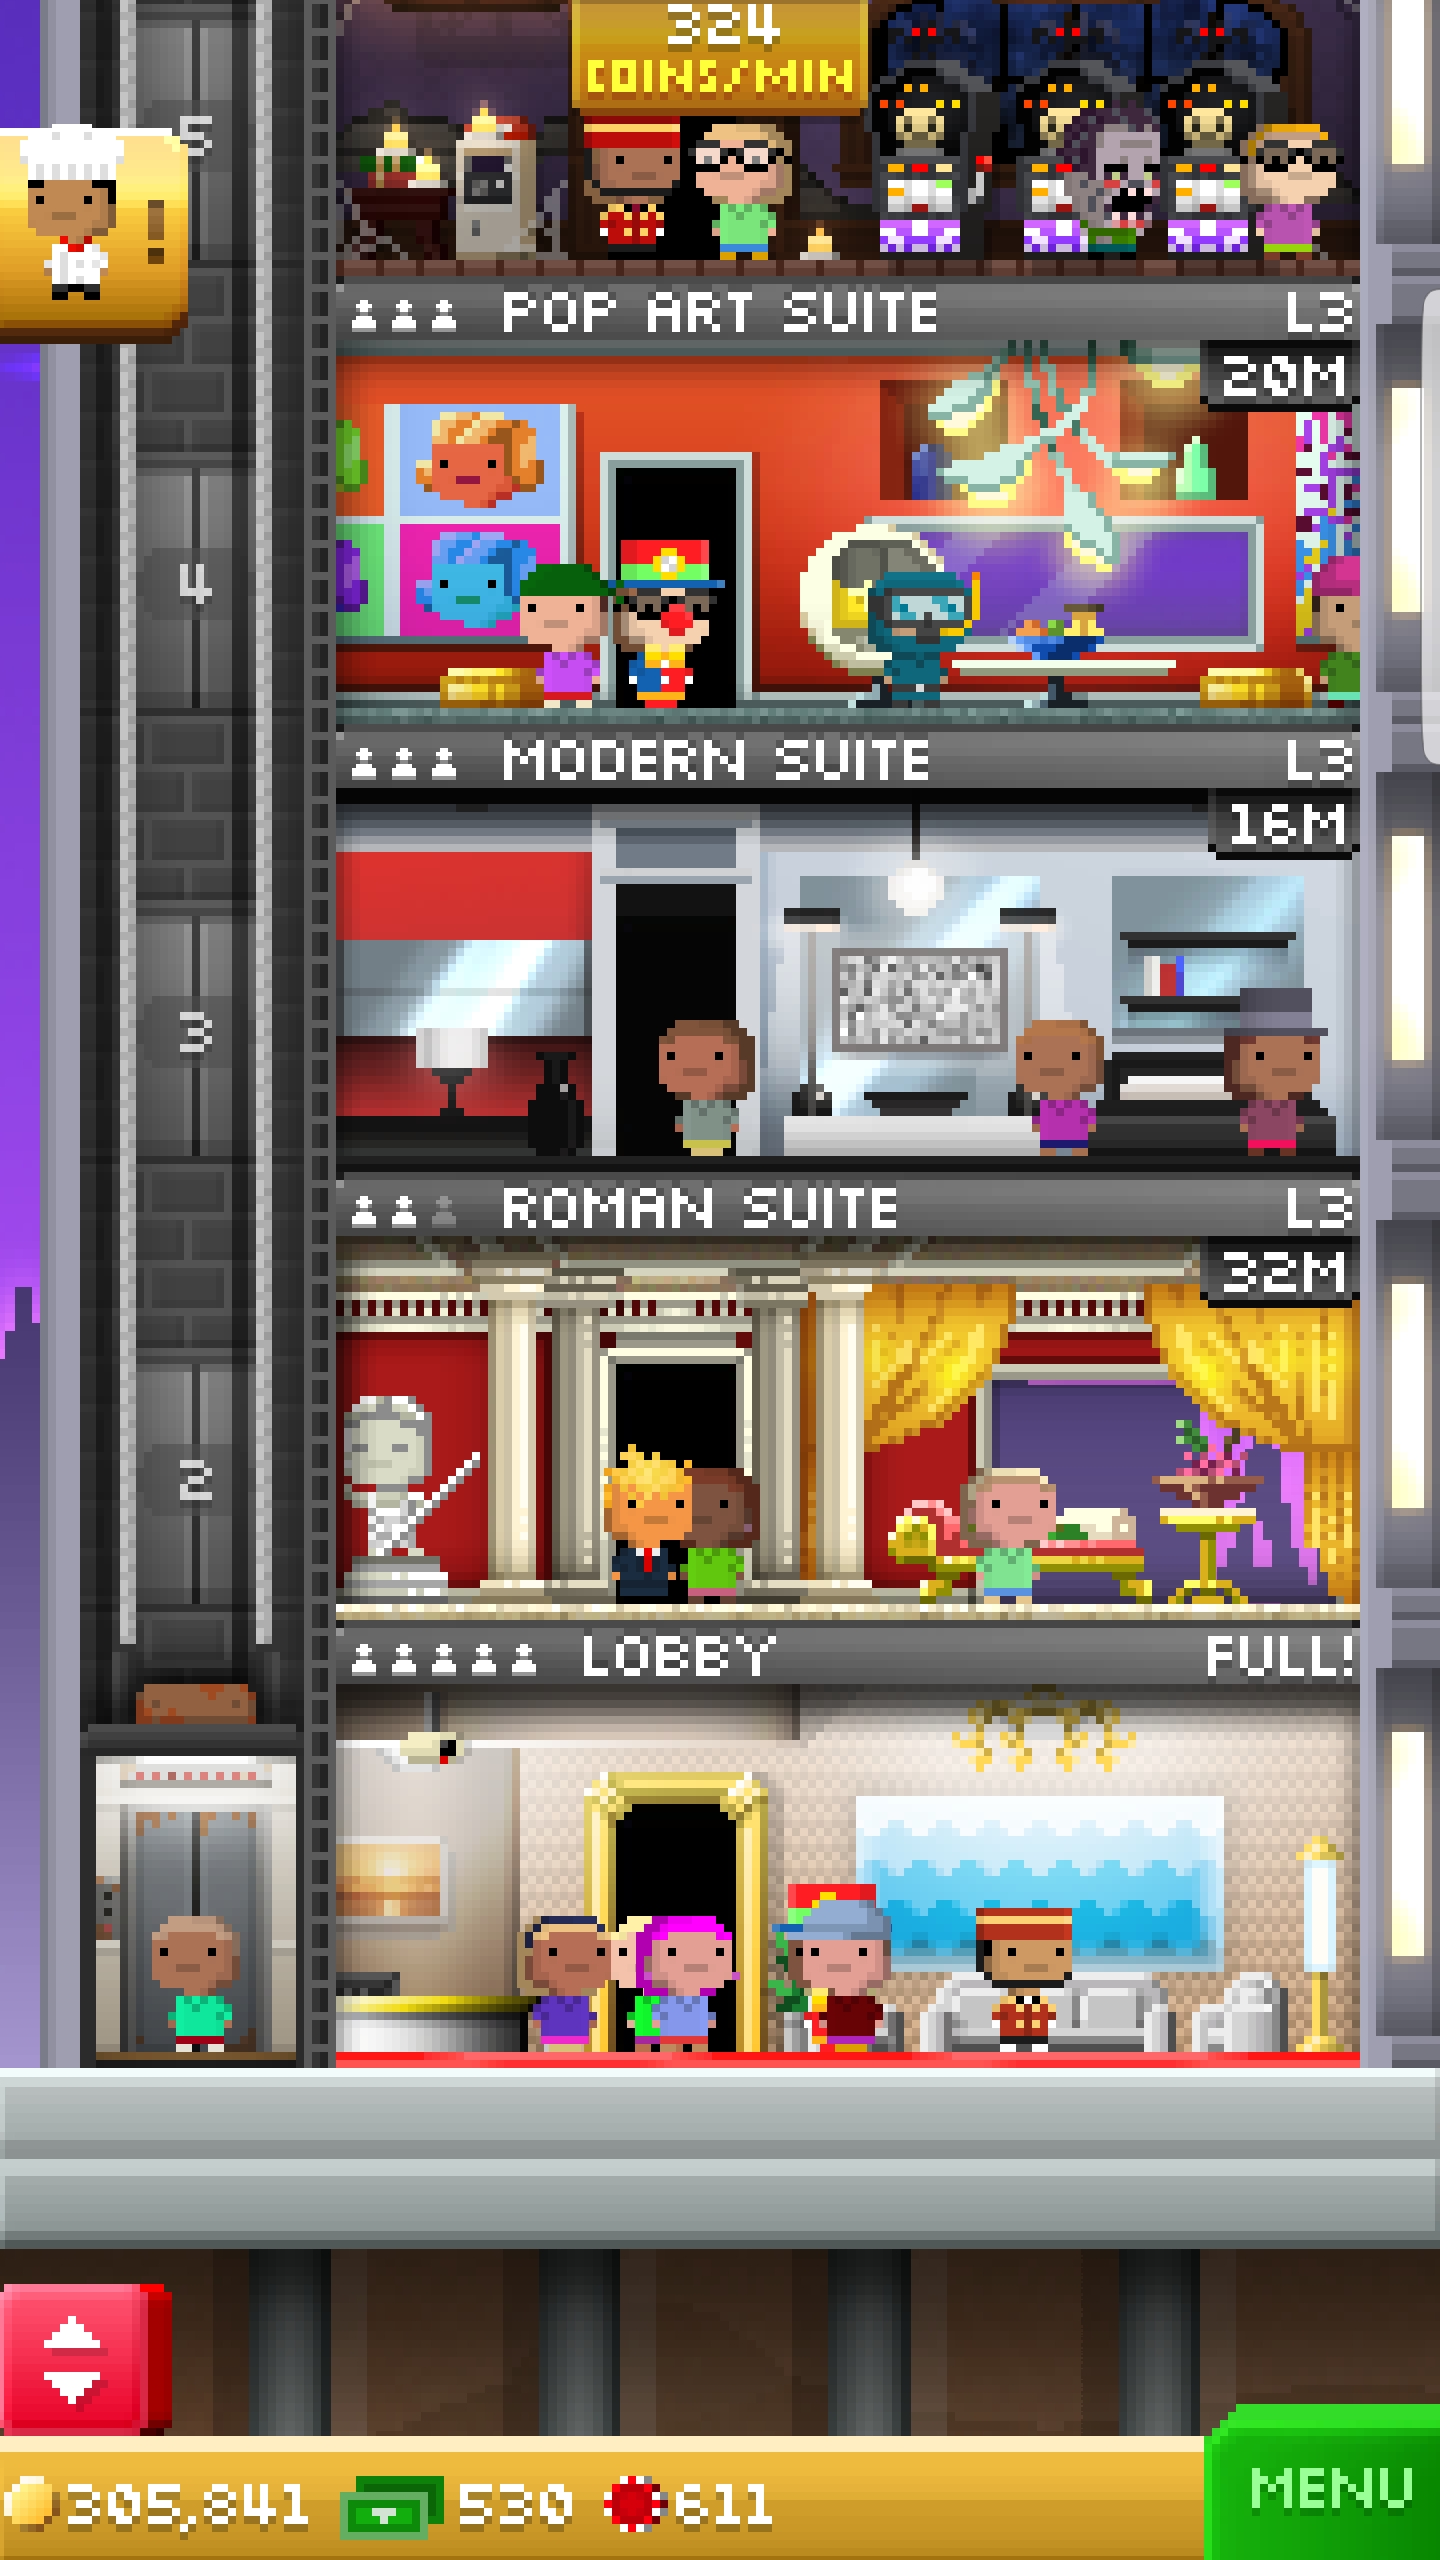 324
COINS/MIN
5
!
POP ART SUITE L3
20M
4
MODERN SUITE L3
16M
3
ROMAN SUITE L3
32M
2
LOBBY FULL!
305,841 530 611
MENU